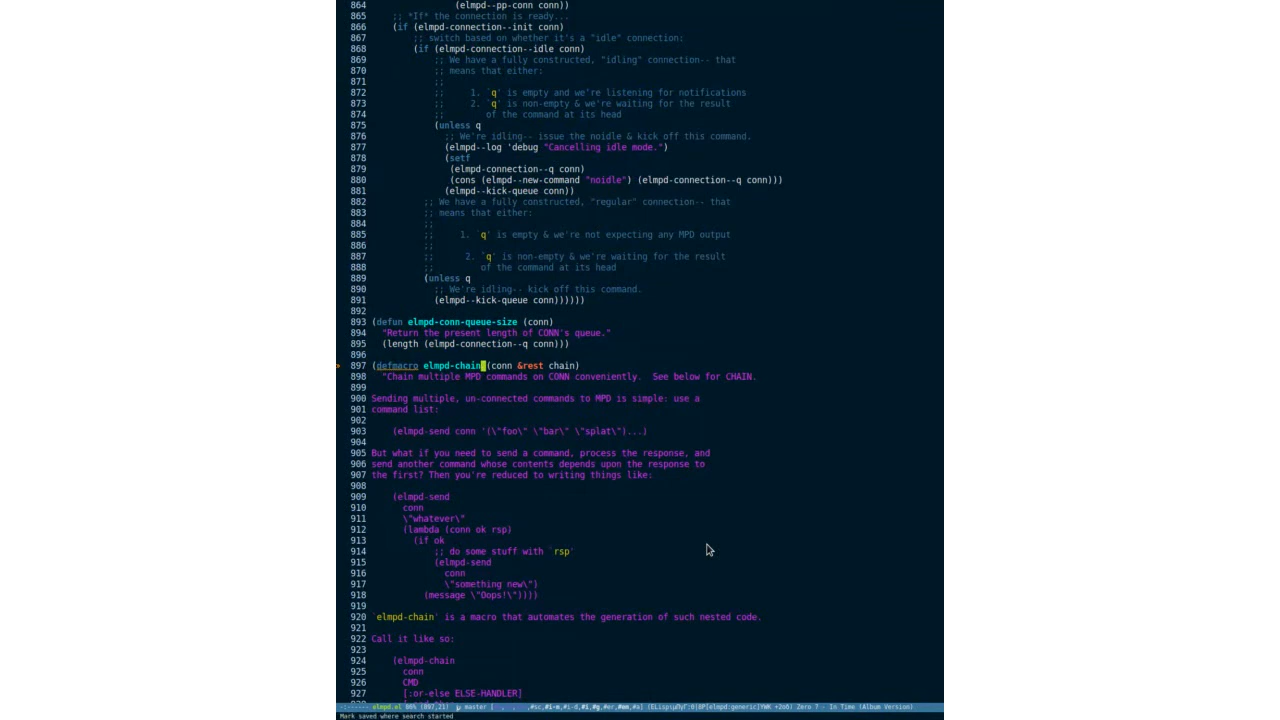 864                 (elmpd--pp-conn conn))
865     ;; *If* the connection is ready...
866     (if (elmpd-connection--init conn)
867         ;; switch based on whether it's a "idle" connection:
868         (if (elmpd-connection--idle conn)
869             ;; We have a fully constructed, "idling" connection-- that
870             ;; means that either:
871             ;;
872             ;;     1. `q' is empty and we're listening for notifications
873             ;;     2. `q' is non-empty & we're waiting for the result
874             ;;        of the command at its head
875             (unless q
876               ;; We're idling-- issue the noidle & kick off this command.
877               (elmpd--log 'debug "Cancelling idle mode.")
878               (setf
879                (elmpd-connection--q conn)
880                (cons (elmpd--new-command "noidle") (elmpd-connection--q conn)))
881               (elmpd--kick-queue conn))
882           ;; We have a fully constructed, "regular" connection-- that
883           ;; means that either:
884           ;;
885           ;;     1. `q' is empty & we're not expecting any MPD output
886           ;;
887           ;;     2. `q' is non-empty & we're waiting for the result
888           ;;        of the command at its head
889           (unless q
890             ;; We're idling-- kick off this command.
891             (elmpd--kick-queue conn))))))
892
893 (defun elmpd-conn-queue-size (conn)
894   "Return the present length of CONN's queue."
895   (length (elmpd-connection--q conn)))
896
» 897 (defmacro elmpd-chain (conn &rest chain)
898   "Chain multiple MPD commands on CONN conveniently.  See below for CHAIN.
899
900 Sending multiple, un-connected commands to MPD is simple: use a
901 command list:
902
903     (elmpd-send conn '(\"foo\" \"bar\" \"splat\")...)
904
905 But what if you need to send a command, process the response, and
906 send another command whose contents depends upon the response to
907 the first? Then you're reduced to writing things like:
908
909     (elmpd-send
910       conn
911       \"whatever\"
912       (lambda (conn ok rsp)
913         (if ok
914             ;; do some stuff with `rsp'
915             (elmpd-send
916               conn
917               \"something new\")
918           (message \"Oops!\"))))
919
920 `elmpd-chain' is a macro that automates the generation of such nested code.
921
922 Call it like so:
923
924     (elmpd-chain
925       conn
926       CMD
927       [:or-else ELSE-HANDLER]
elmpd.el 06% (897,21) master
Zero 7 - In Time (Album Version)
Mark saved where search started